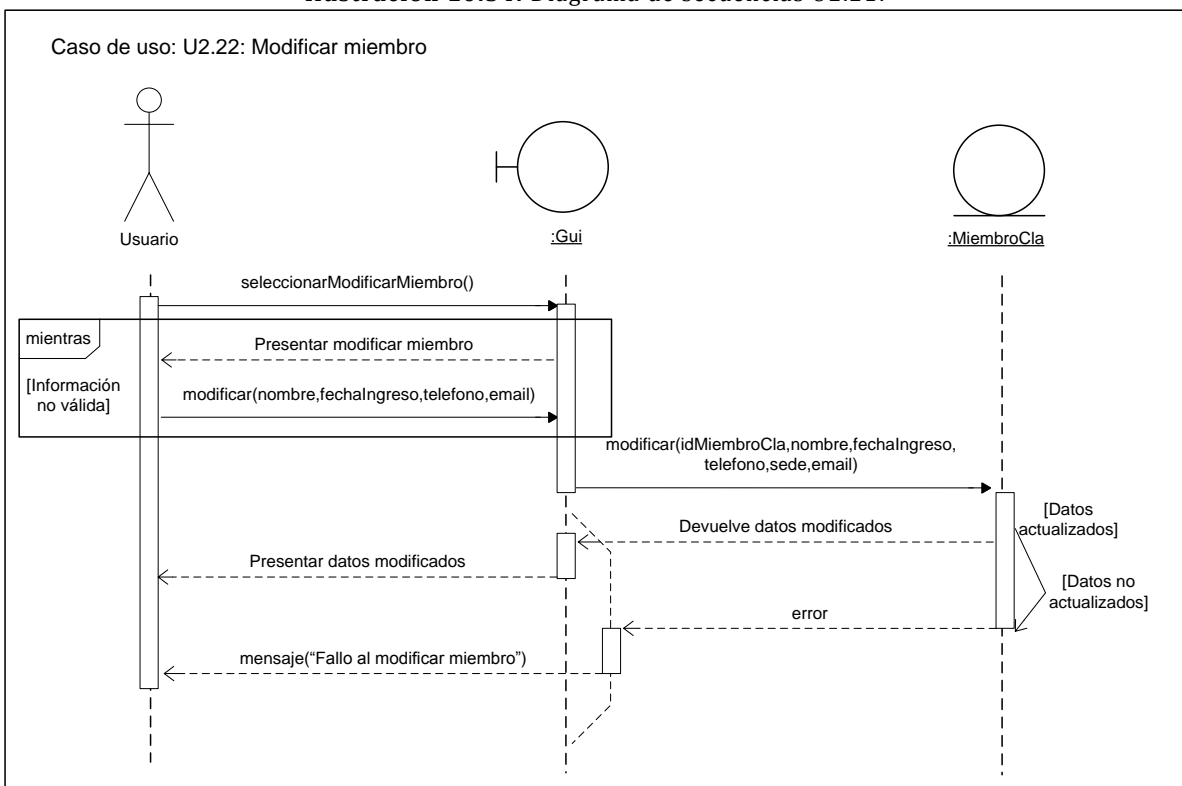 Caso de uso: U2.22: Modificar miembro
Usuario
:Gui
:MiembroCla
seleccionarModificarMiembro()
mientras
Presentar modificar miembro
[Información
no válida]
modificar(nombre,fechaIngreso,telefono,email)
modificar(idMiembroCla,nombre,fechaIngreso,
telefono,sede,email)
[Datos
actualizados]
Devuelve datos modificados
Presentar datos modificados
[Datos no
actualizados]
error
mensaje(“Fallo al modificar miembro”)